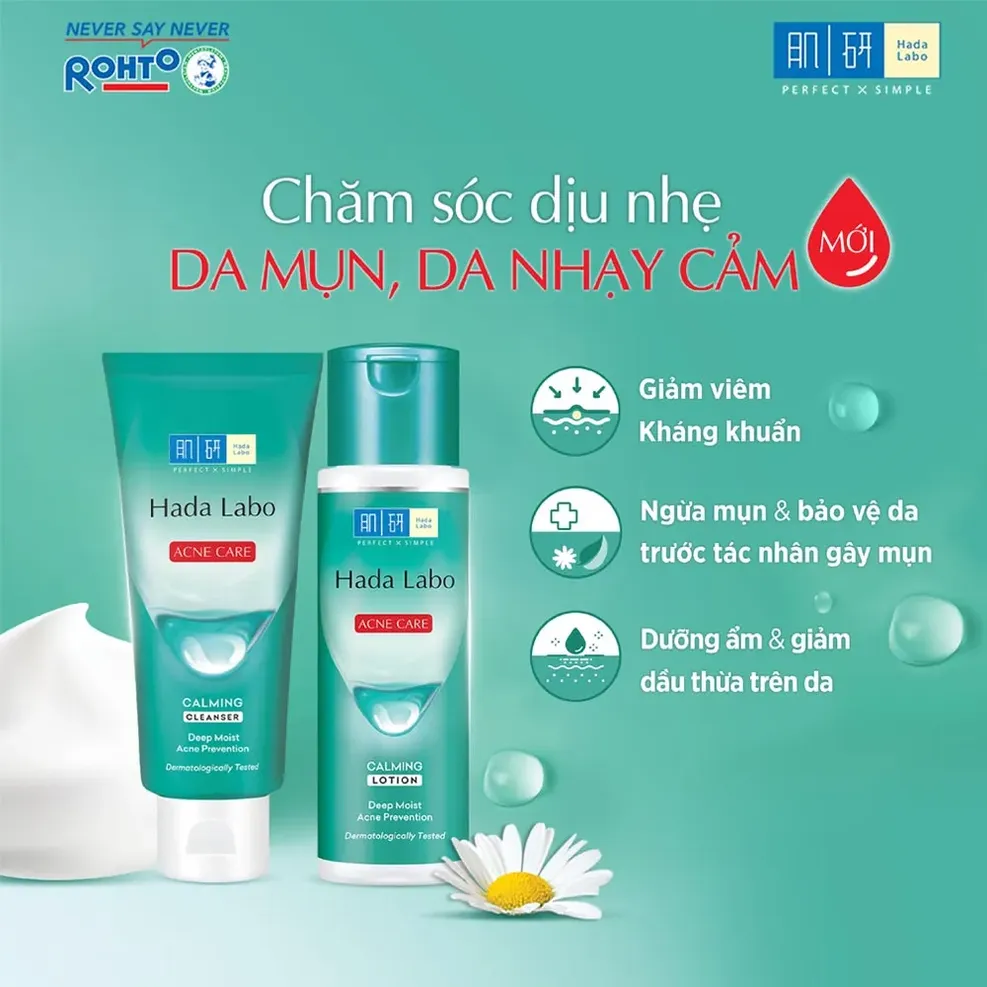 NEVER SAY NEVER
ROHTO
肌研
Hada
Labo
PERFECT X SIMPLE
Chăm sóc dịu nhẹ
DA MỤN, DA NHẠY CẢM
MỚI
Giảm viêm
Kháng khuẩn
Ngừa mụn & bảo vệ da
trước tác nhân gây mụn
Dưỡng ẩm & giảm
dầu thừa trên da
肌研
Hada
Labo
PERFECT X SIMPLE
Hada Labo
ACNE CARE
CALMING
CLEANSER
Deep Moist
Acne Prevention
Dermatologically Tested
肌研
Hada
Labo
PERFECT X SIMPLE
Hada Labo
ACNE CARE
CALMING
LOTION
Deep Moist
Acne Prevention
Dermatologically Tested